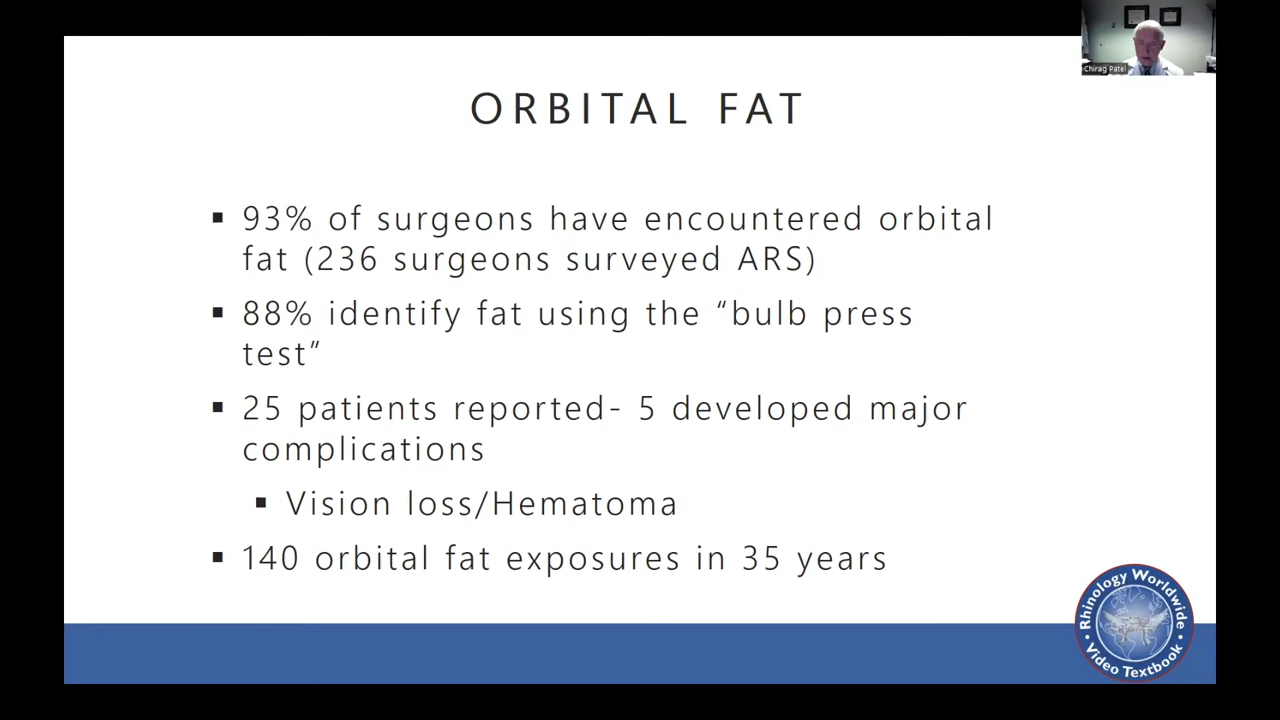 Chirag Patel
ORBITAL FAT
▪ 93% of surgeons have encountered orbital
fat (236 surgeons surveyed ARS)
▪ 88% identify fat using the “bulb press
test”
▪ 25 patients reported- 5 developed major
complications
▪ Vision loss/Hematoma
▪ 140 orbital fat exposures in 35 years
Rhinology Worldwide
• Video Textbook •